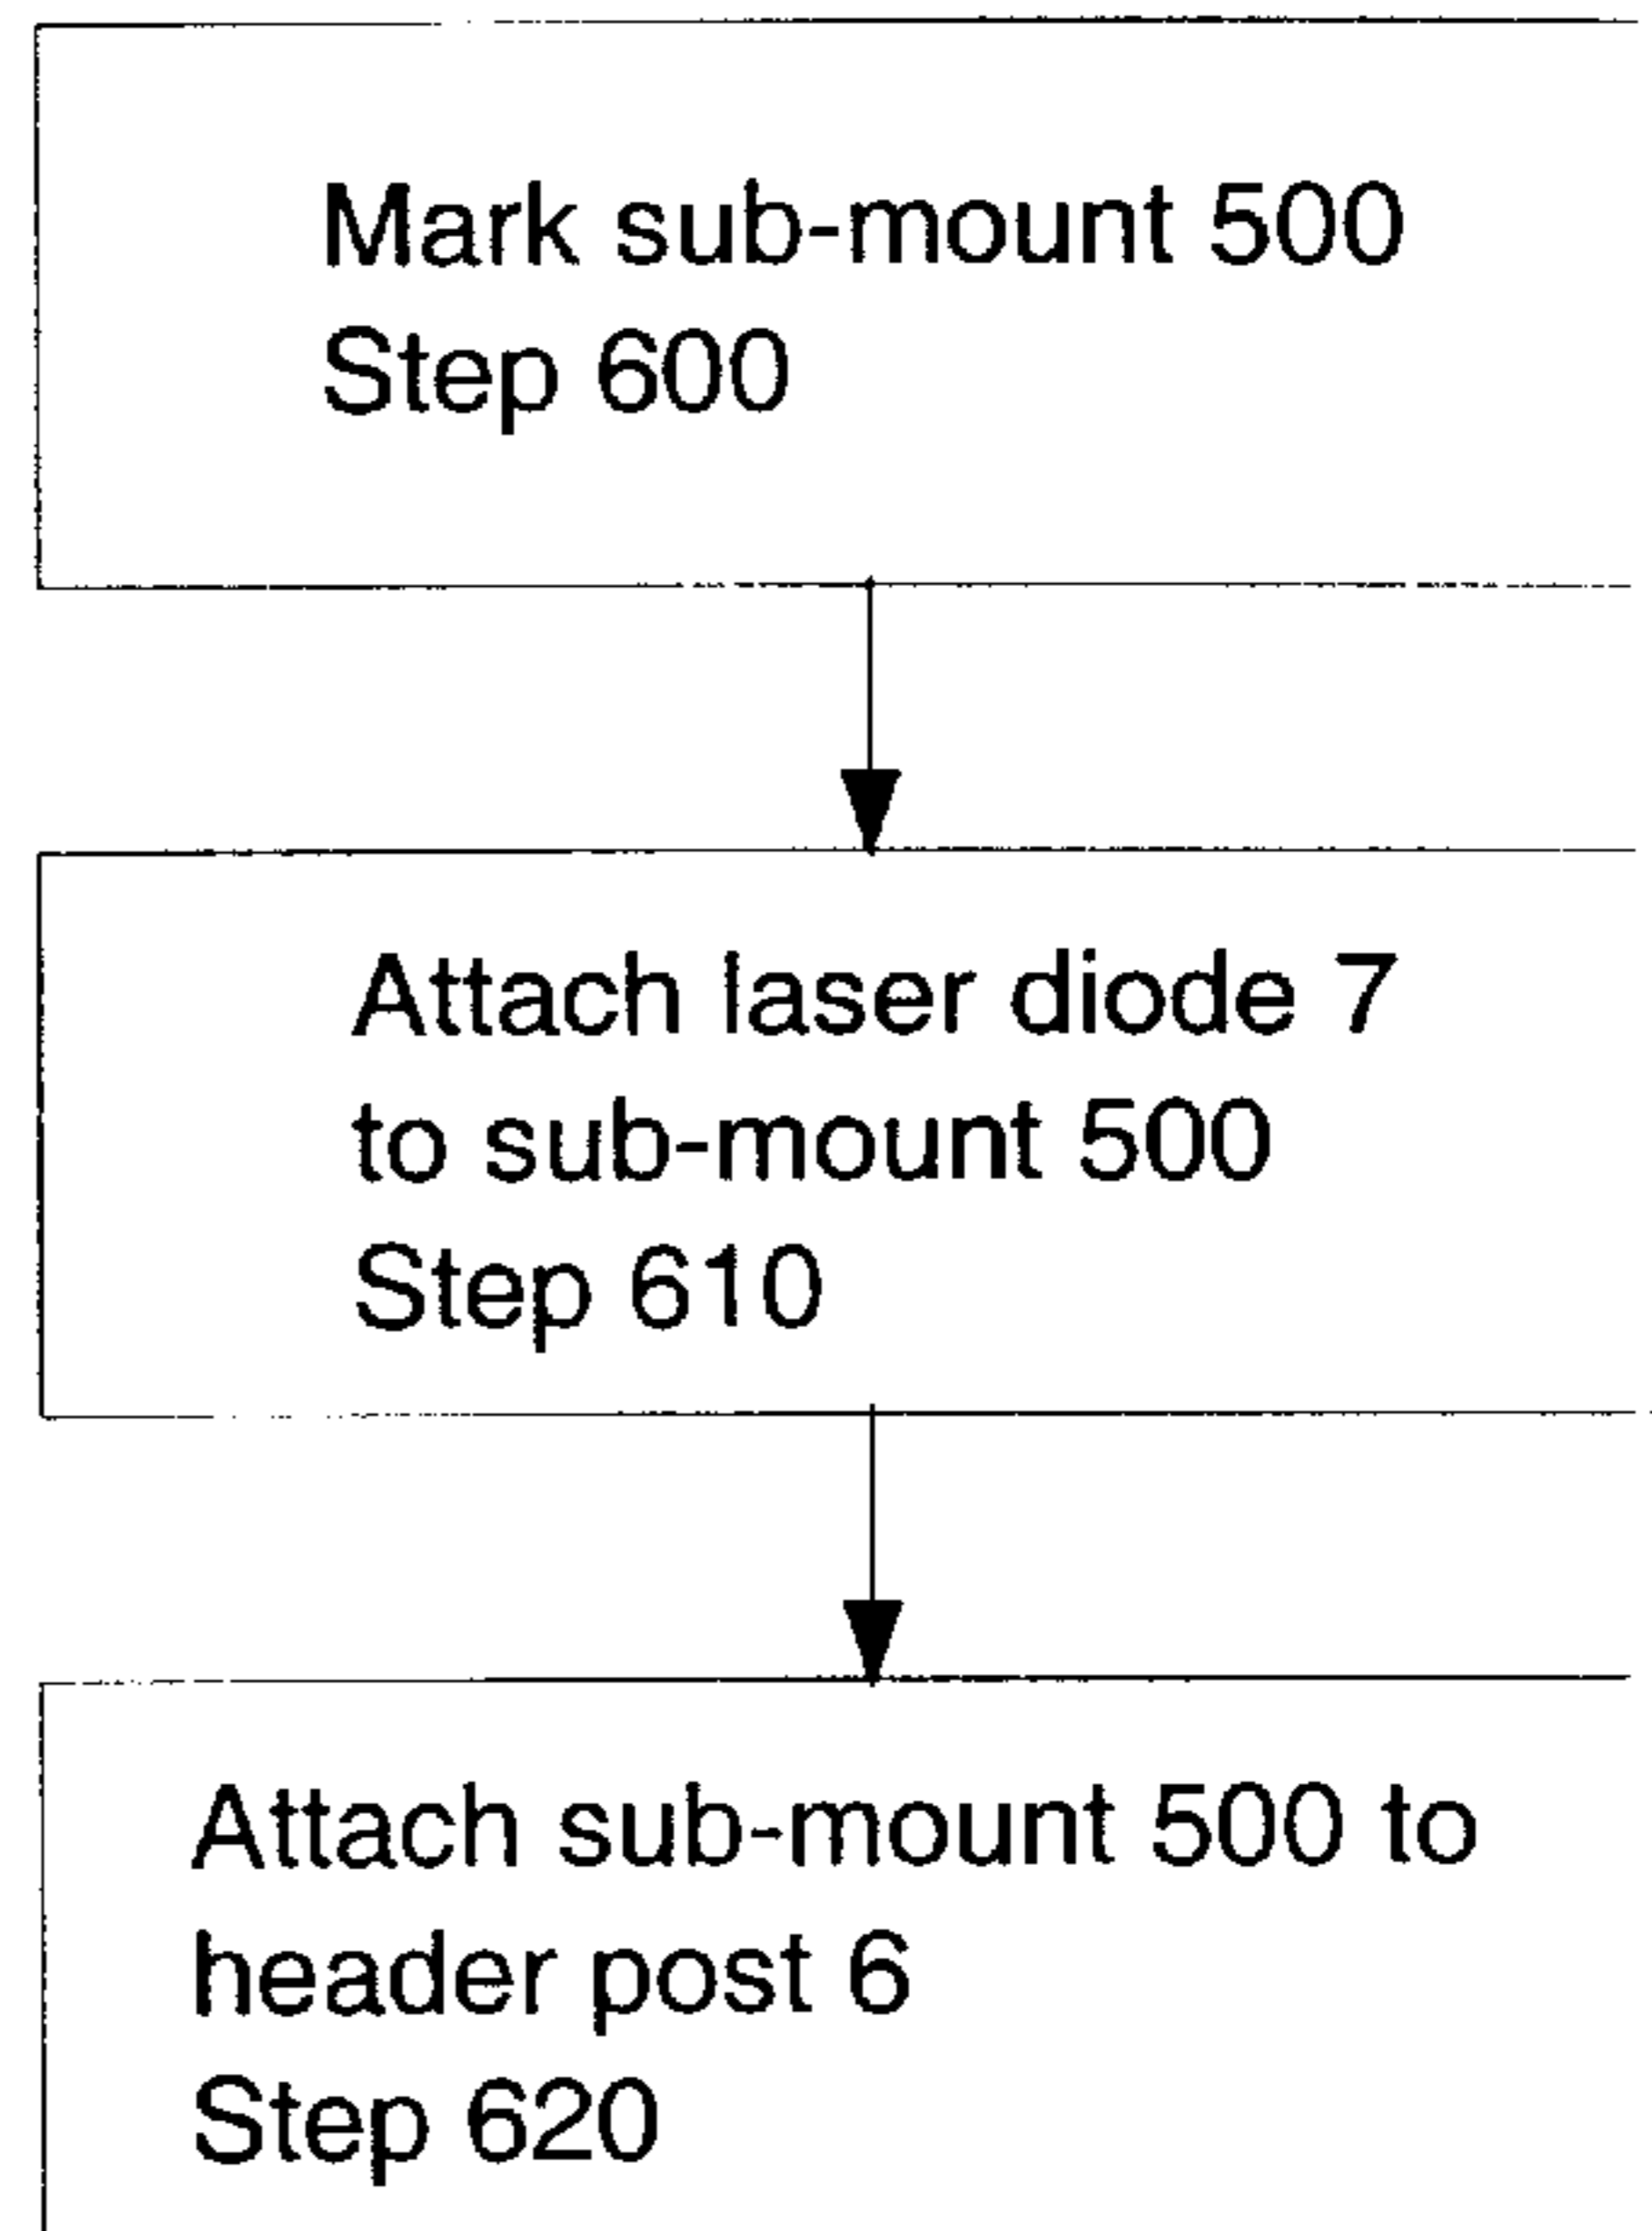 Mark sub-mount 500
Step 600
Attach laser diode 7
to sub-mount 500
Step 610
Attach sub-mount 500 to
header post 6
Step 620